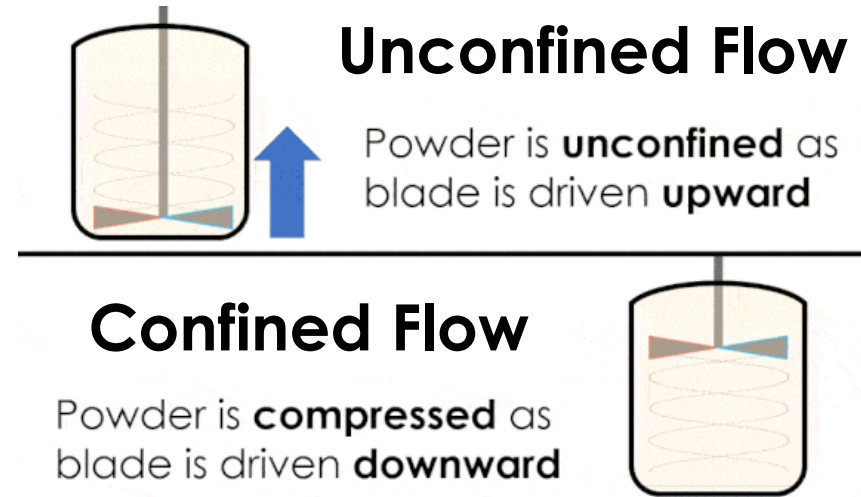 Unconfined Flow
Powder is unconfined as
blade is driven upward
Confined Flow
Powder is compressed as
blade is driven downward